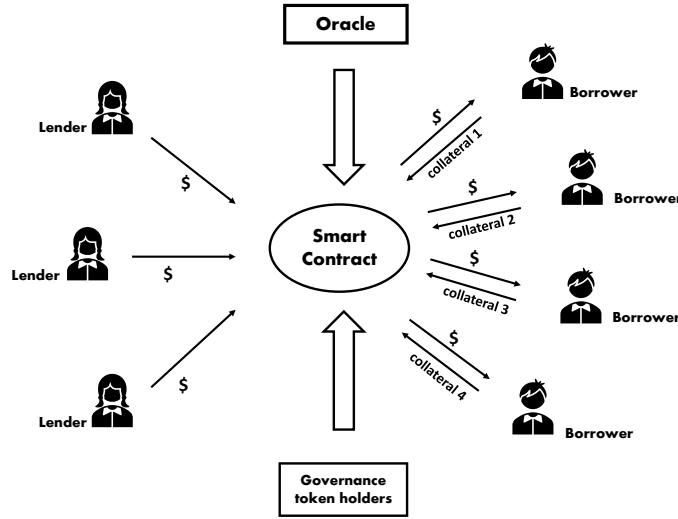 Oracle
Lender
$
Lender
$
Lender
$
Smart
Contract
$
collateral 1
Borrower
$
collateral 2
Borrower
$
collateral 3
Borrower
$
collateral 4
Borrower
Governance
token holders